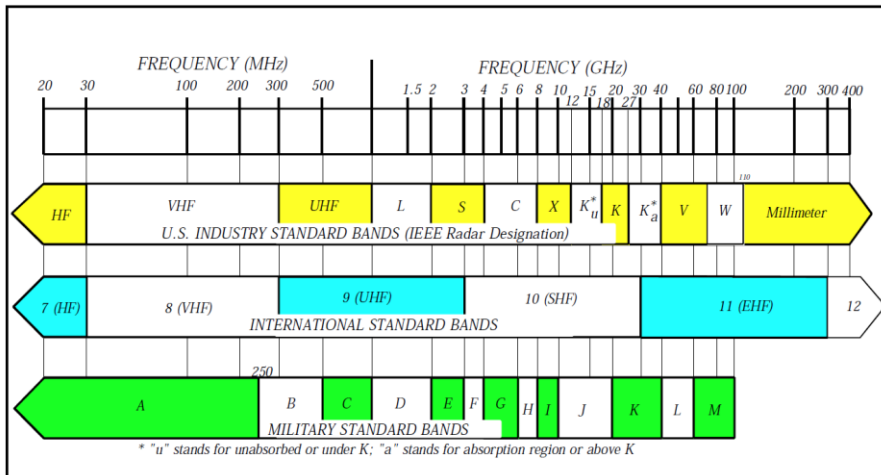 FREQUENCY (MHz) FREQUENCY (GHz)
20 30 100 200 300 500 1.5 2 3 4 5 6 8 10 12 15 18 20 27 30 40 60 80 100 200 300 400
110
HF VHF UHF L S C X K*u K K*a V W Millimeter
U.S. INDUSTRY STANDARD BANDS (IEEE Radar Designation)
7 (HF) 8 (VHF) 9 (UHF) 10 (SHF) 11 (EHF) 12
INTERNATIONAL STANDARD BANDS
250
A B C D E F G H I J K L M
MILITARY STANDARD BANDS
* "u" stands for unabsorbed or under K; "a" stands for absorption region or above K